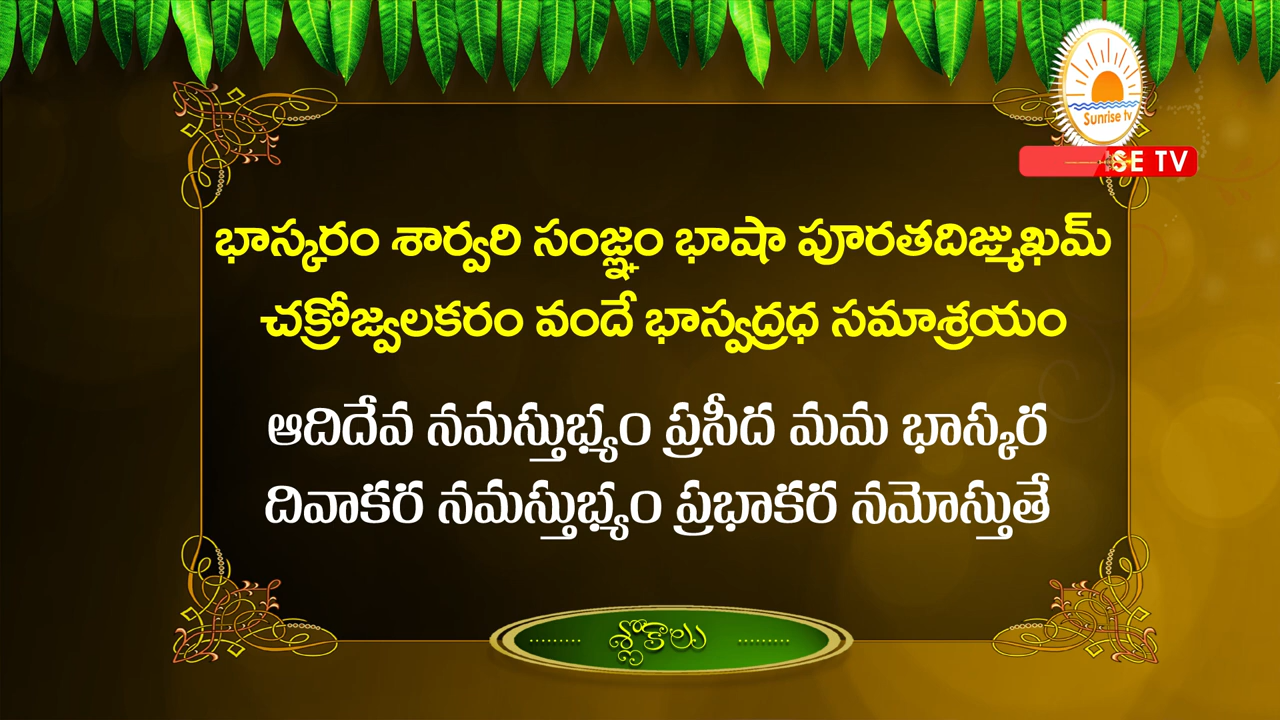 Sunrise tv
SE TV
భాస్కరం శార్వరి సంజ్ఞం భాషా పూరతదిఙ్ముఖమ్
చక్రోజ్వలకరం వందే భాస్వద్రధ సమాశ్రయం
ఆదిదేవ నమస్తుభ్యం ప్రసీద మమ భాస్కర
దివాకర నమస్తుభ్యం ప్రభాకర నమోస్తుతే
శ్లోకాలు